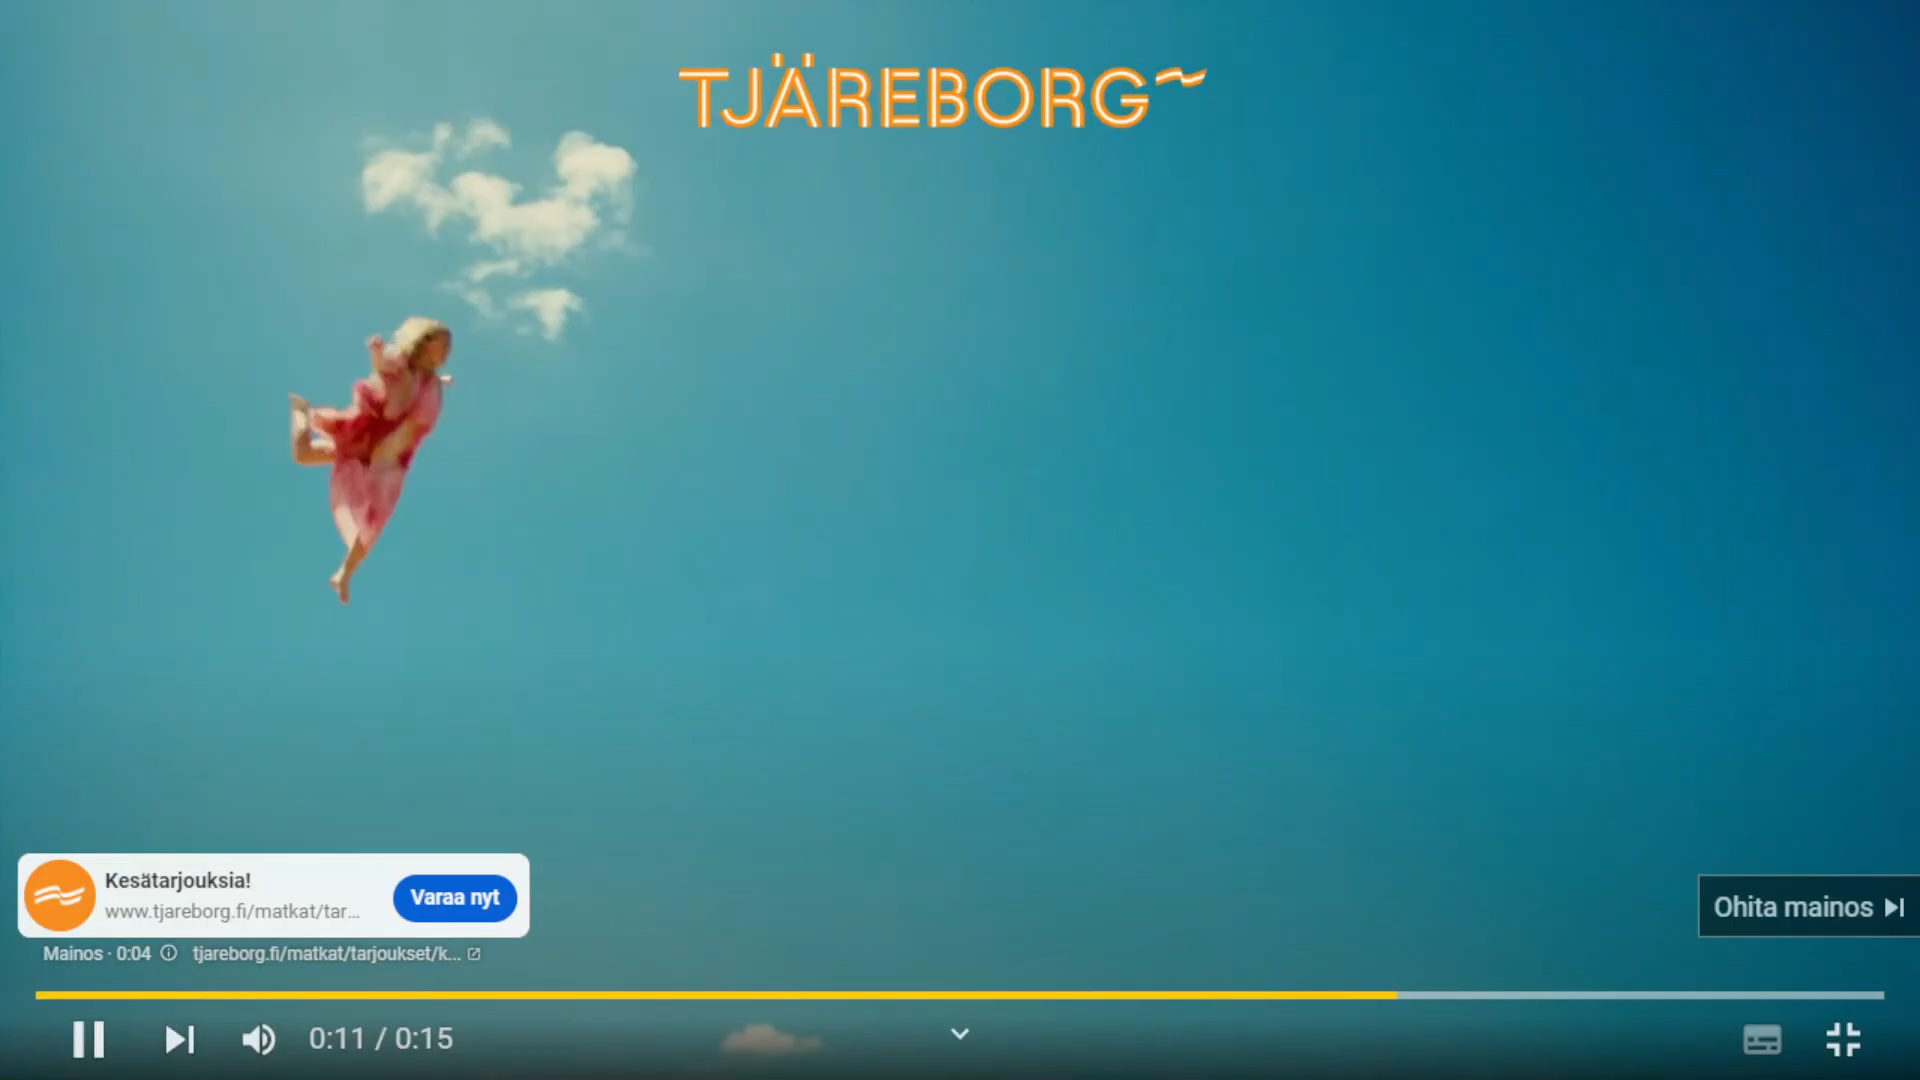 TJÄREBORG
Kesätarjouksia!
www.tjareborg.fi/matkat/tar...
Varaa nyt
Ohita mainos
Mainos · 0:04
tjareborg.fi/matkat/tarjoukset/k...
0:11 / 0:15